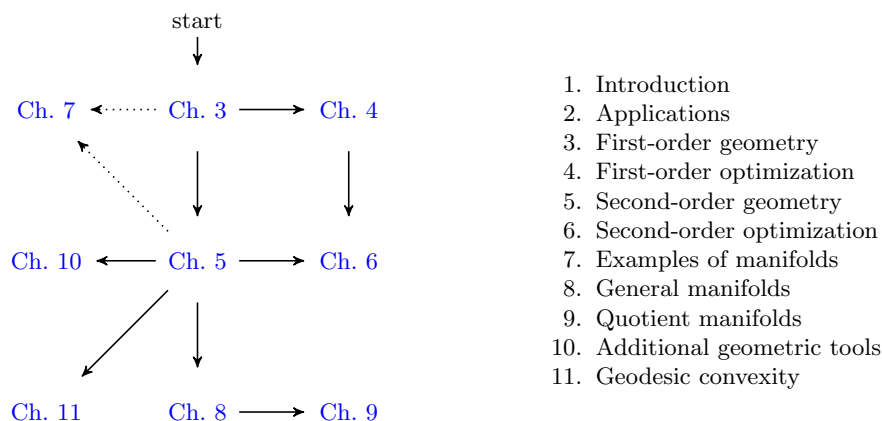 start
Ch. 7 Ch. 3 Ch. 4
Ch. 10 Ch. 5 Ch. 6
Ch. 11 Ch. 8 Ch. 9
1. Introduction
2. Applications
3. First-order geometry
4. First-order optimization
5. Second-order geometry
6. Second-order optimization
7. Examples of manifolds
8. General manifolds
9. Quotient manifolds
10. Additional geometric tools
11. Geodesic convexity